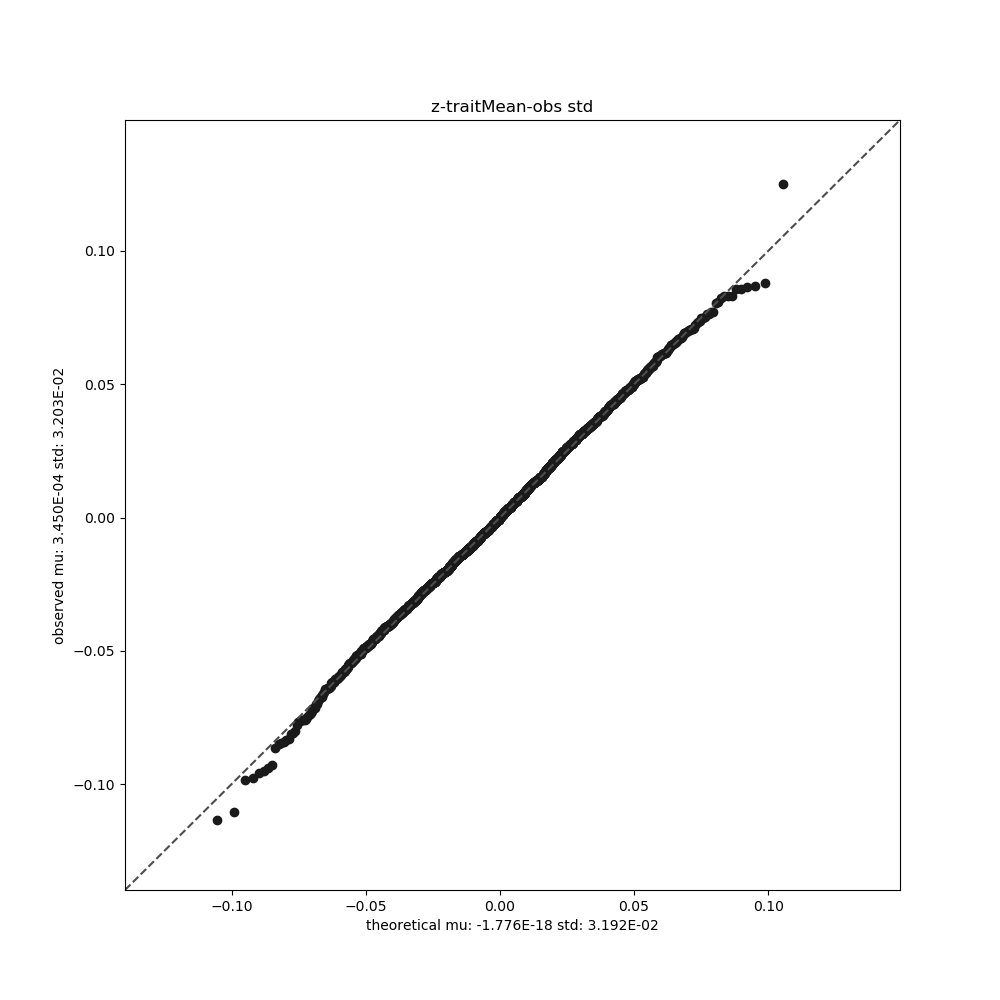 z-traitMean-obs std
0.10
0.05
0.00
−0.05
−0.10
observed mu: 3.450E-04 std: 3.203E-02
−0.10 −0.05 0.00 0.05 0.10
theoretical mu: -1.776E-18 std: 3.192E-02